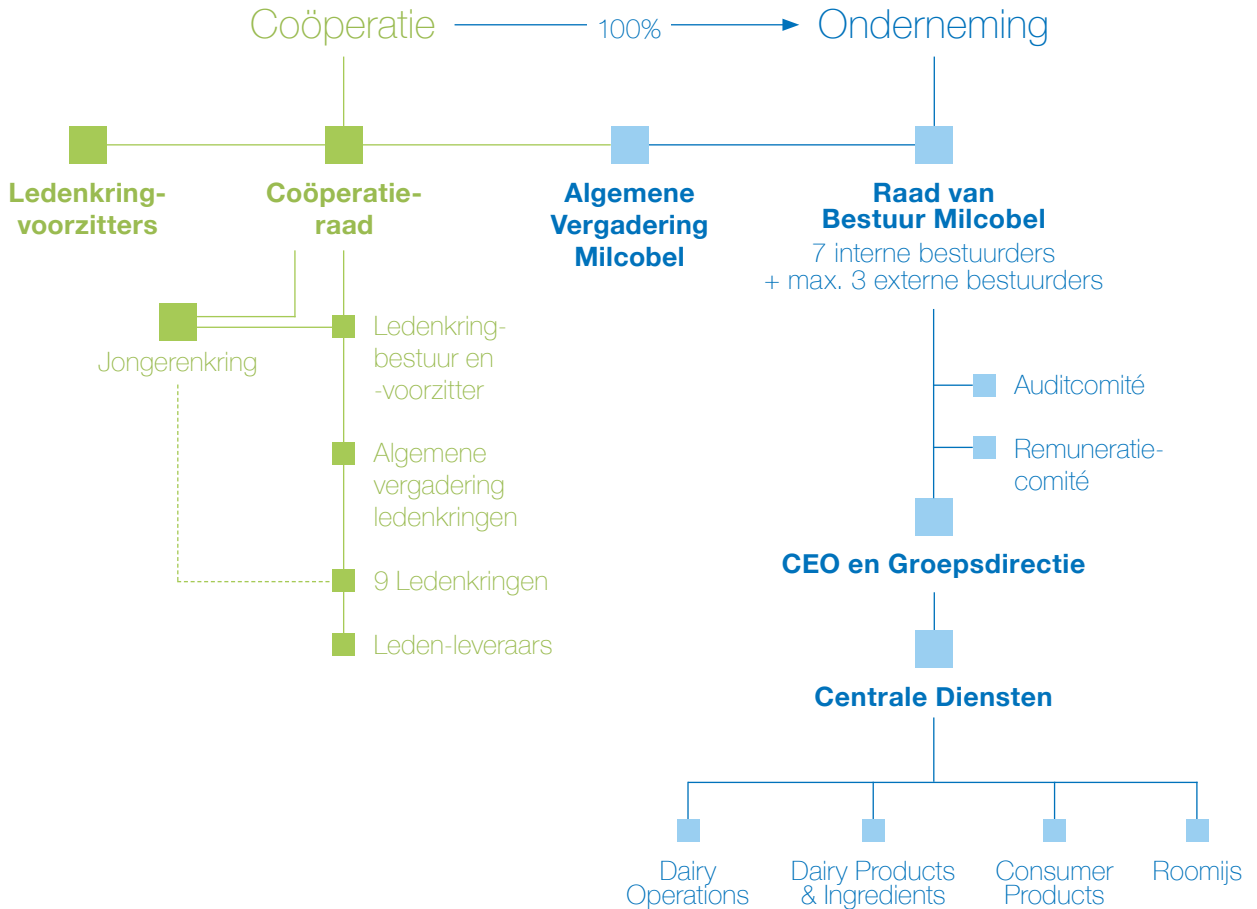 Coöperatie
100%
Onderneming
Ledenkring-
voorzitters
Coöperatie-
raad
Algemene
Vergadering
Milcobel
Raad van
Bestuur Milcobel
7 interne bestuurders
+ max. 3 externe bestuurders
Jongerenkring
Ledenkring-
bestuur en
-voorzitter
Algemene
vergadering
ledenkringen
9 Ledenkringen
Leden-leveraars
Auditcomité
Remuneratie-
comité
CEO en Groepsdirectie
Centrale Diensten
Dairy
Operations
Dairy Products
& Ingredients
Consumer
Products
Roomijs